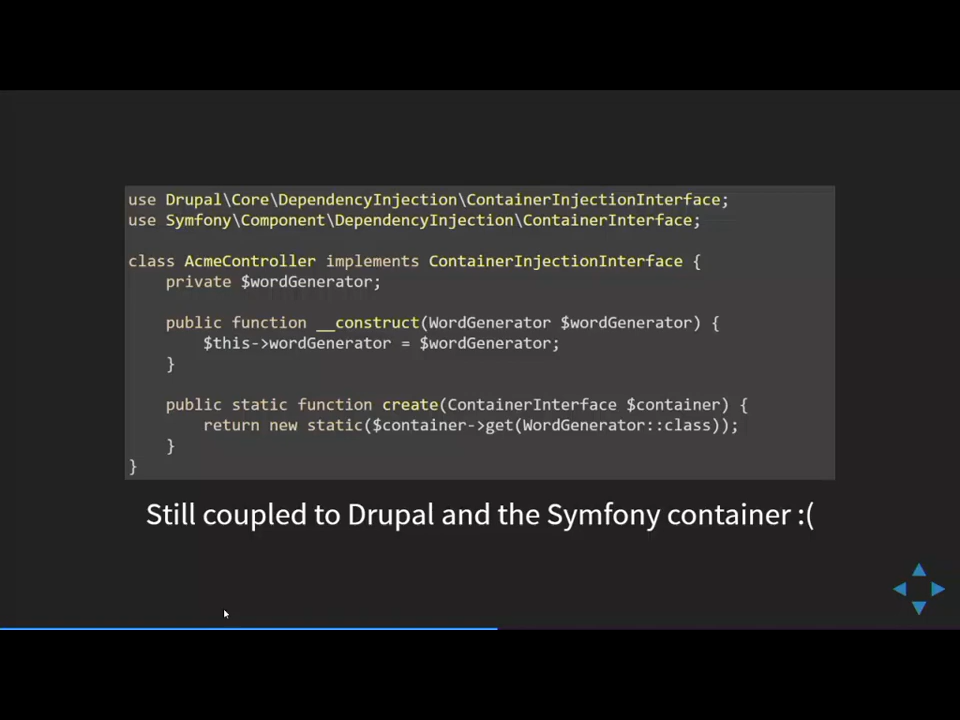 use Drupal\Core\DependencyInjection\ContainerInjectionInterface;
use Symfony\Component\DependencyInjection\ContainerInterface;
class AcmeController implements ContainerInjectionInterface {
private $wordGenerator;
public function __construct(WordGenerator $wordGenerator) {
$this->wordGenerator = $wordGenerator;
}
public static function create(ContainerInterface $container) {
return new static($container->get(WordGenerator::class));
}
}
Still coupled to Drupal and the Symfony container :(